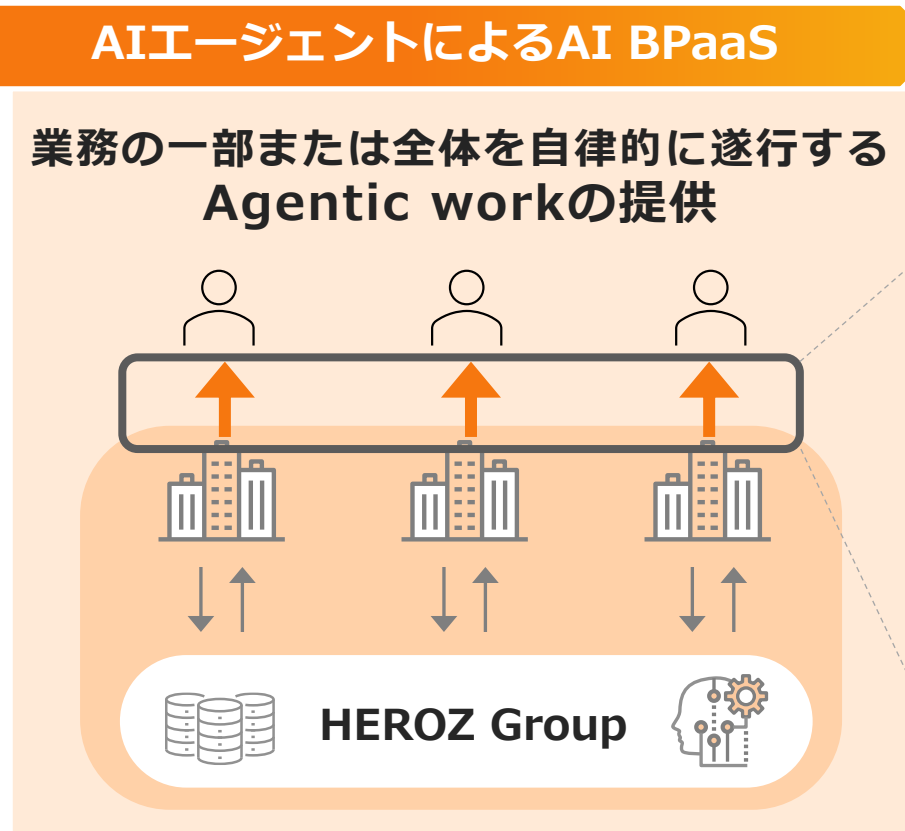 AIエージェントによるAI BPaaS
業務の一部または全体を自律的に遂行する
Agentic workの提供
HEROZ Group